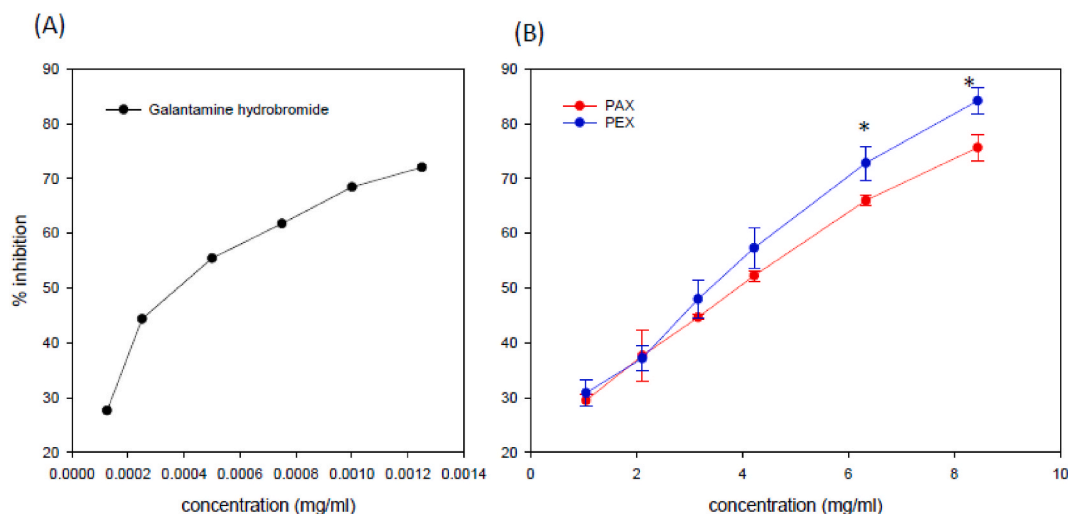 (A)
(B)
90
80
70
60
50
40
30
20
% inhibition
Galantamine hydrobromide
0.0000 0.0002 0.0004 0.0006 0.0008 0.0010 0.0012 0.0014
concentration (mg/ml)
90
80
70
60
50
40
30
20
PAX
PEX
*
*
0 2 4 6 8 10
concentration (mg/ml)